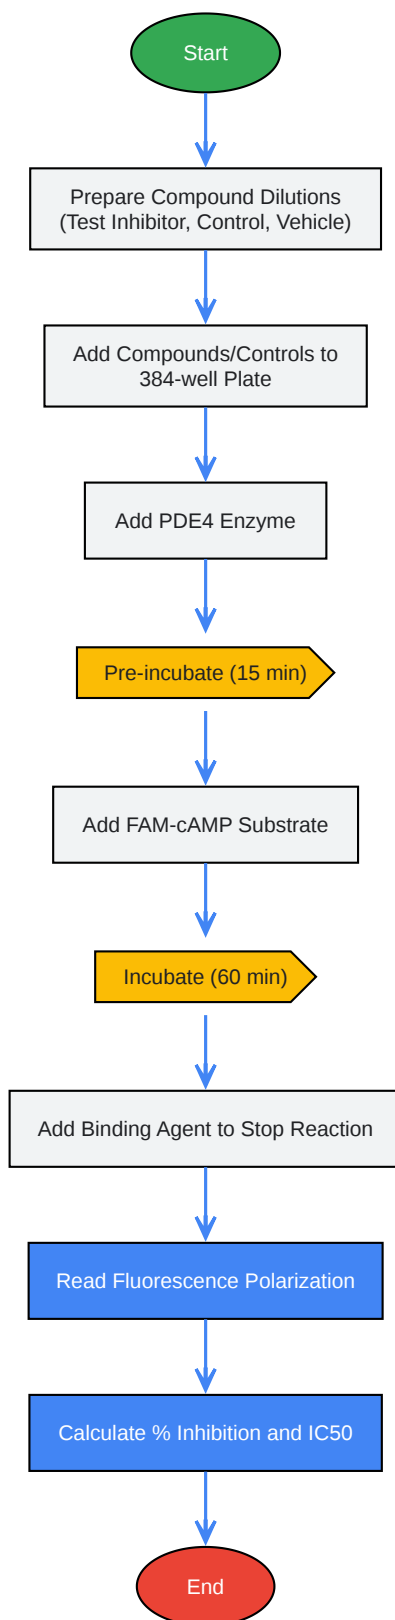 Start
Prepare Compound Dilutions
(Test Inhibitor, Control, Vehicle)
Add Compounds/Controls to
384-well Plate
Add PDE4 Enzyme
Pre-incubate (15 min)
Add FAM-cAMP Substrate
Incubate (60 min)
Add Binding Agent to Stop Reaction
Read Fluorescence Polarization
Calculate % Inhibition and IC50
End